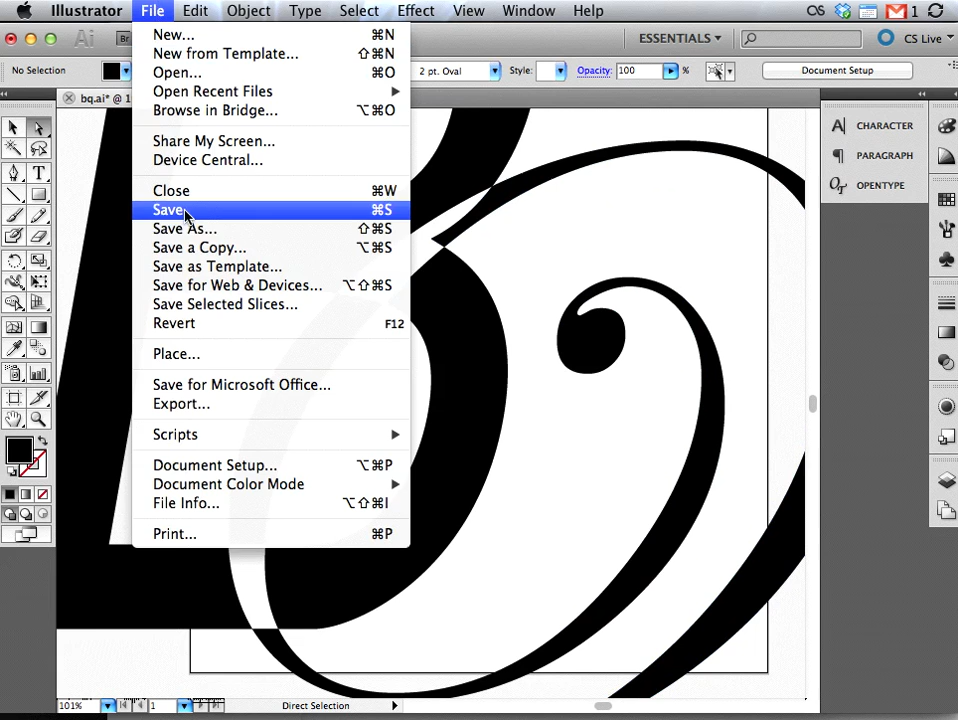 Illustrator File Edit Object Type Select Effect View Window Help 1
Ai Br ESSENTIALS CS Live
No Selection 2 pt. Oval Style: Opacity: 100 % Document Setup
bq.ai* @ 1
New... ⌘N
New from Template... ⇧⌘N
Open... ⌘O
Open Recent Files
Browse in Bridge... ⌥⌘O
Share My Screen...
Device Central...
Close ⌘W
Save ⌘S
Save As... ⇧⌘S
Save a Copy... ⌥⌘S
Save as Template...
Save for Web & Devices... ⌥⇧⌘S
Save Selected Slices...
Revert F12
Place...
Save for Microsoft Office...
Export...
Scripts
Document Setup... ⌥⌘P
Document Color Mode
File Info... ⌥⇧⌘I
Print... ⌘P
CHARACTER
PARAGRAPH
OPENTYPE
101% 1 Direct Selection